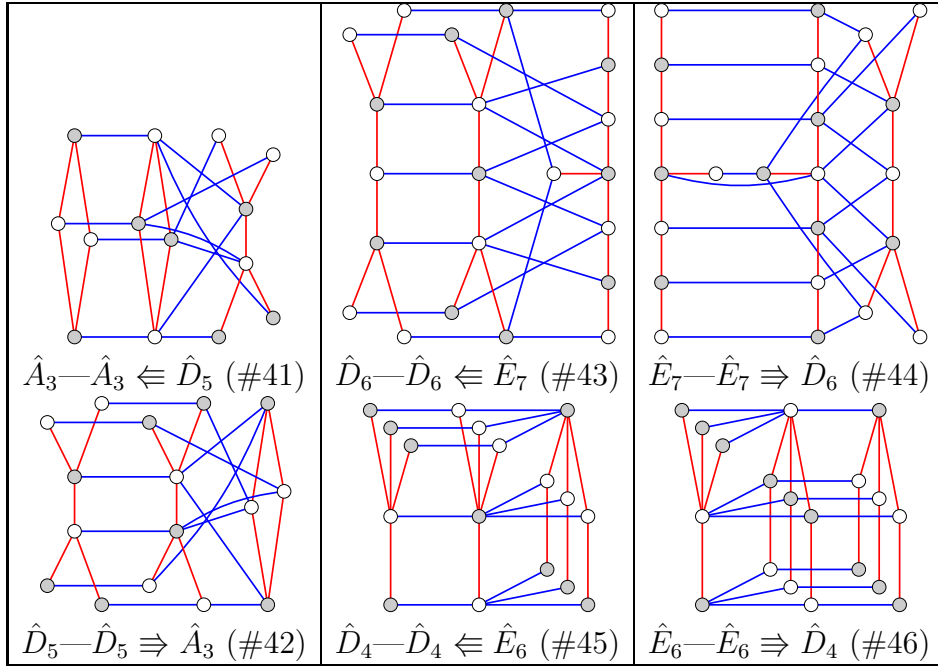 Â₃—Â₃ ⇚ D̂₅ (#41)
D̂₆—D̂₆ ⇚ Ê₇ (#43)
Ê₇—Ê₇ ⇛ D̂₆ (#44)
D̂₅—D̂₅ ⇛ Â₃ (#42)
D̂₄—D̂₄ ⇚ Ê₆ (#45)
Ê₆—Ê₆ ⇛ D̂₄ (#46)